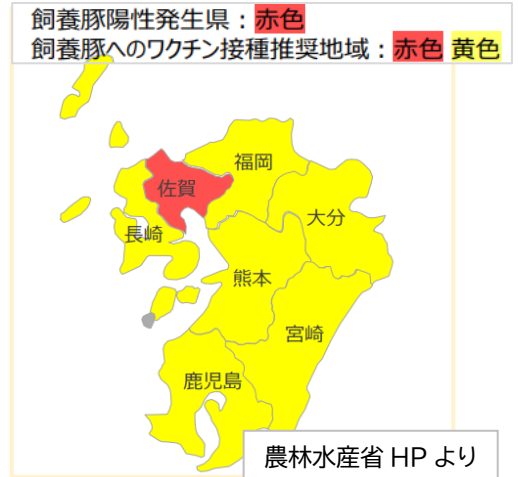 飼養豚陽性発生県：赤色
飼養豚へのワクチン接種推奨地域：赤色 黄色
福岡
佐賀
大分
長崎
熊本
宮崎
鹿児島
農林水産省 HP より